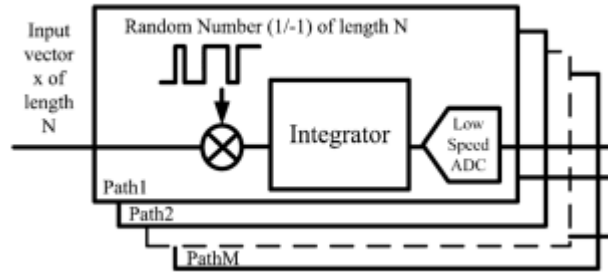 Input
vector
x of
length
N
Random Number (1/-1) of length N
Integrator
Low
Speed
ADC
Path1
Path2
PathM